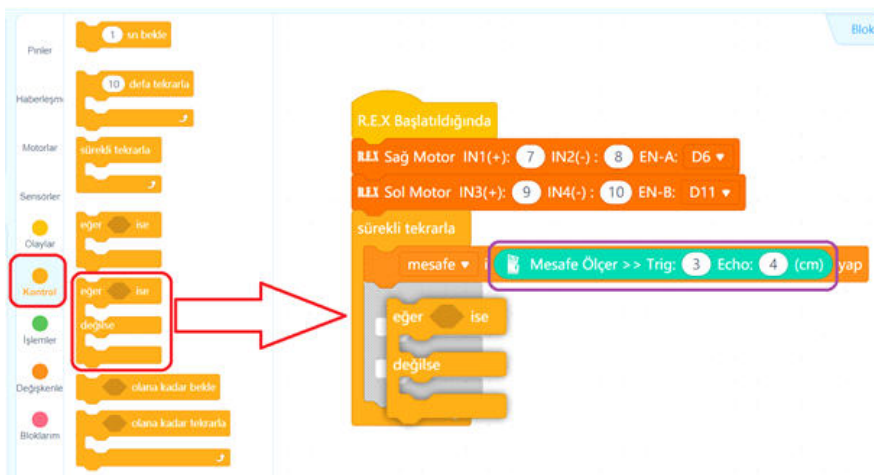 Pinler
Haberleşm
Motorlar
Sensörler
Olaylar
Kontrol
İşlemler
Değişkenle
Bloklarım
1 sn bekle
10 defa tekrarla
sürekli tekrarla
eğer ise
eğer ise
değilse
olana kadar bekle
olana kadar tekrarla
Blok
R.E.X Başlatıldığında
REX Sağ Motor IN1(+): 7 IN2(-) : 8 EN-A: D6
REX Sol Motor IN3(+): 9 IN4(-) : 10 EN-B: D11
sürekli tekrarla
mesafe i Mesafe Ölçer >> Trig: 3 Echo: 4 (cm) yap
eğer ise
değilse